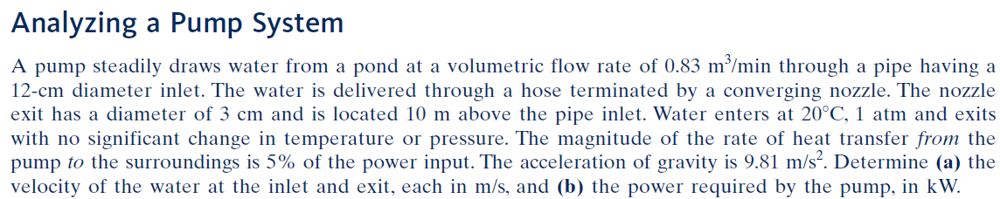 Analyzing a Pump System
A pump steadily draws water from a pond at a volumetric flow rate of 0.83 m³/min through a pipe having a
12-cm diameter inlet. The water is delivered through a hose terminated by a converging nozzle. The nozzle
exit has a diameter of 3 cm and is located 10 m above the pipe inlet. Water enters at 20°C, 1 atm and exits
with no significant change in temperature or pressure. The magnitude of the rate of heat transfer from the
pump to the surroundings is 5% of the power input. The acceleration of gravity is 9.81 m/s². Determine (a) the
velocity of the water at the inlet and exit, each in m/s, and (b) the power required by the pump, in kW.